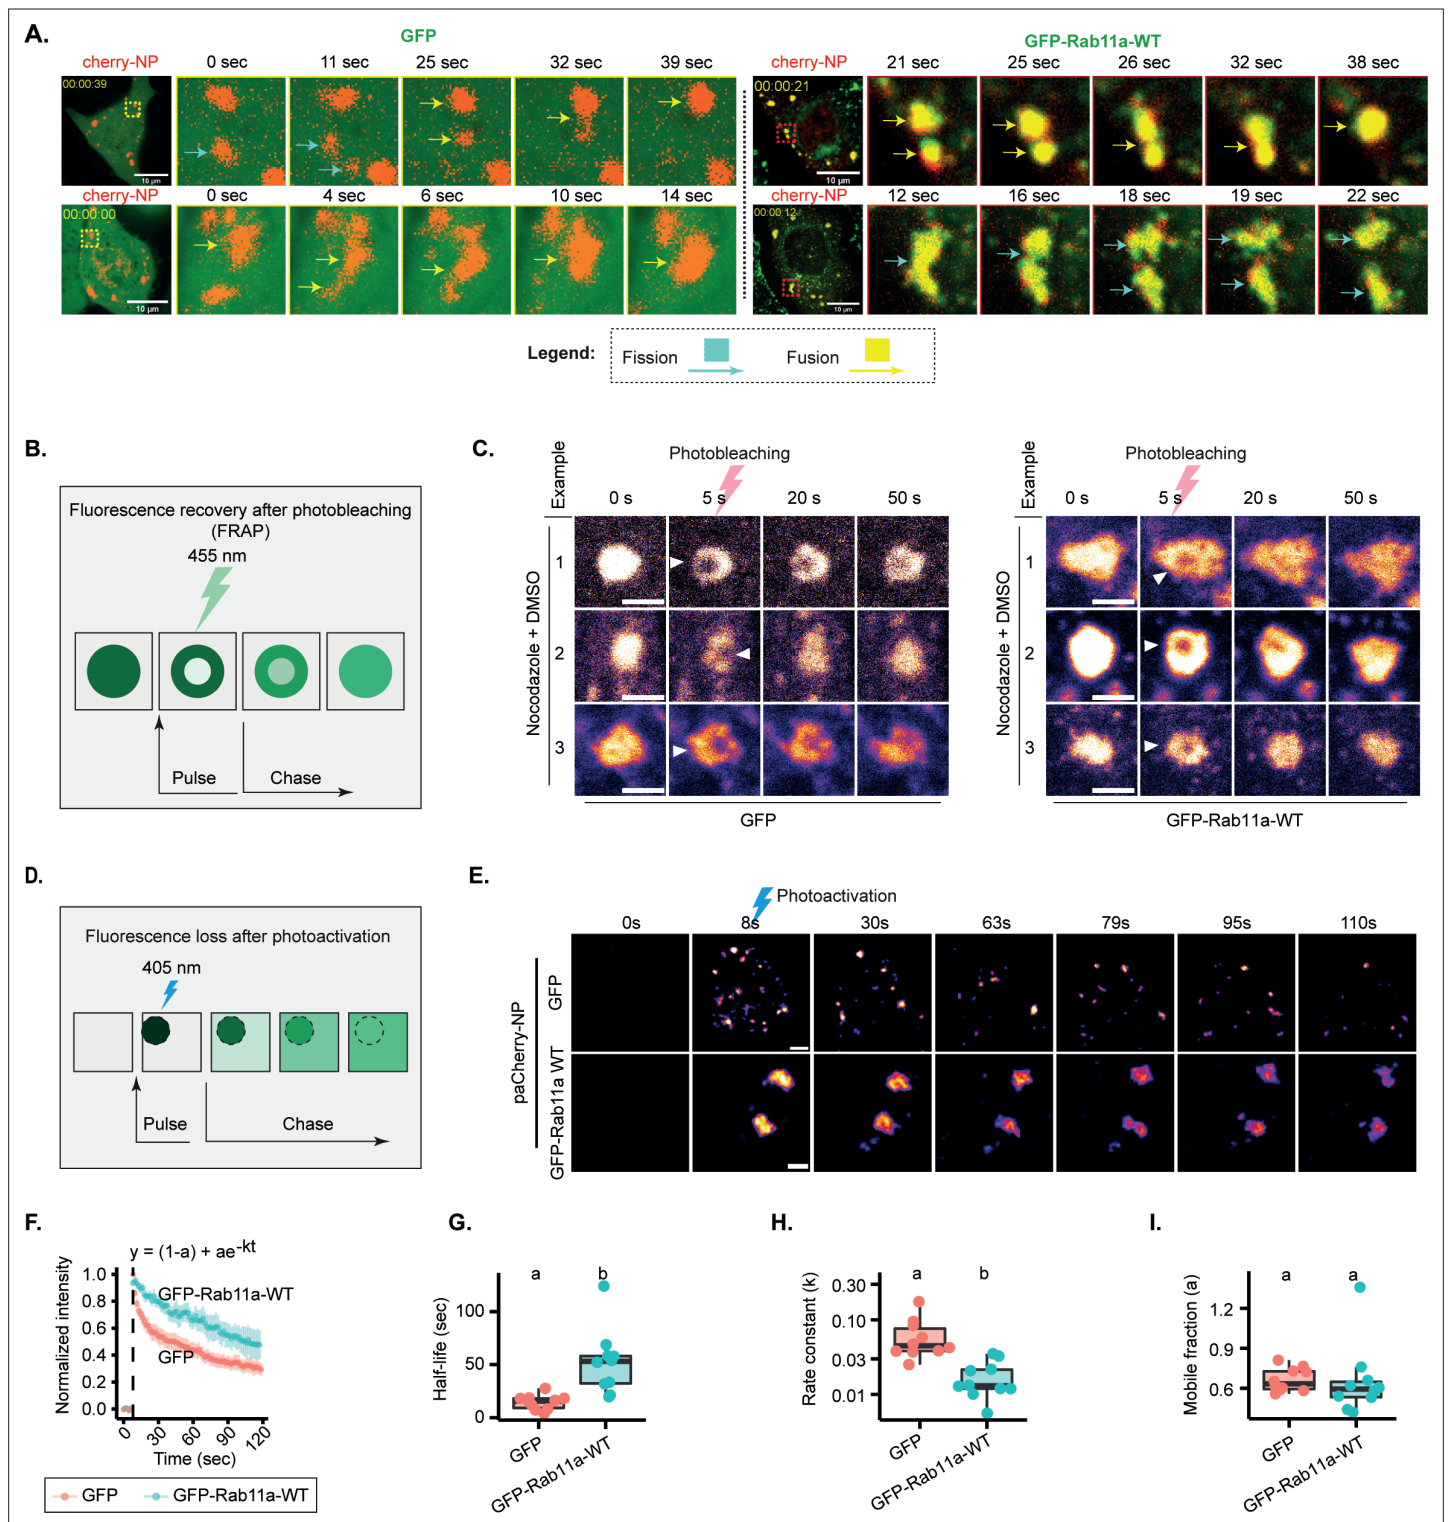 A.
GFP
GFP-Rab11a-WT
cherry-NP 0 sec 11 sec 25 sec 32 sec 39 sec
cherry-NP 21 sec 25 sec 26 sec 32 sec 38 sec
00:00:39
10 µm
00:00:21
10 µm
cherry-NP 0 sec 4 sec 6 sec 10 sec 14 sec
cherry-NP 12 sec 16 sec 18 sec 19 sec 22 sec
00:00:00
10 µm
00:00:12
10 µm
Legend: Fission Fusion
B.
Fluorescence recovery after photobleaching
(FRAP)
455 nm
Pulse Chase
C.
Example
Photobleaching
0 s 5 s 20 s 50 s
Nocodazole + DMSO
1
2
3
GFP
Example
Photobleaching
0 s 5 s 20 s 50 s
Nocodazole + DMSO
1
2
3
GFP-Rab11a-WT
D.
Fluorescence loss after photoactivation
405 nm
Pulse Chase
E.
Photoactivation
0s 8s 30s 63s 79s 95s 110s
paCherry-NP
GFP
GFP-Rab11a WT
F.
y = (1-a) + ae-kt
Normalized intensity
1.0
0.8
0.6
0.4
0.2
0.0
GFP-Rab11a-WT
GFP
0 30 60 90 120
Time (sec)
GFP GFP-Rab11a-WT
G.
a b
Half-life (sec)
100
50
0
GFP
GFP-Rab11a-WT
H.
a b
Rate constant (k)
0.30
0.10
0.03
0.01
GFP
GFP-Rab11a-WT
I.
a a
Mobile fraction (a)
1.2
0.9
0.6
GFP
GFP-Rab11a-WT